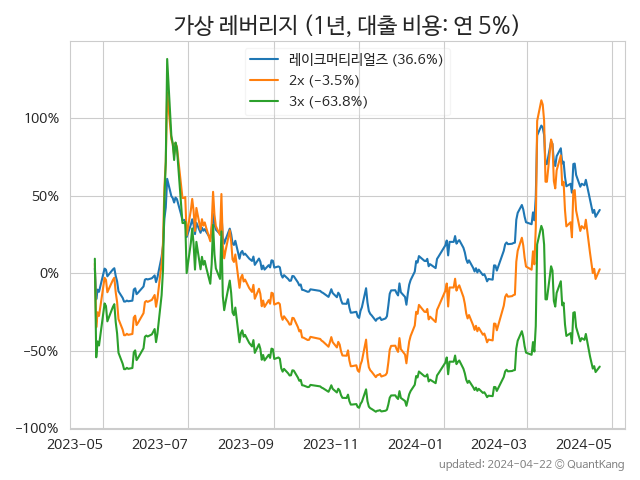 가상 레버리지 (1년, 대출 비용: 연 5%)
레이크머티리얼즈 (36.6%)
2x (−3.5%)
3x (−63.8%)
100%
50%
0%
−50%
−100%
2023-05 2023-07 2023-09 2023-11 2024-01 2024-03 2024-05
updated: 2024-04-22 © QuantKang